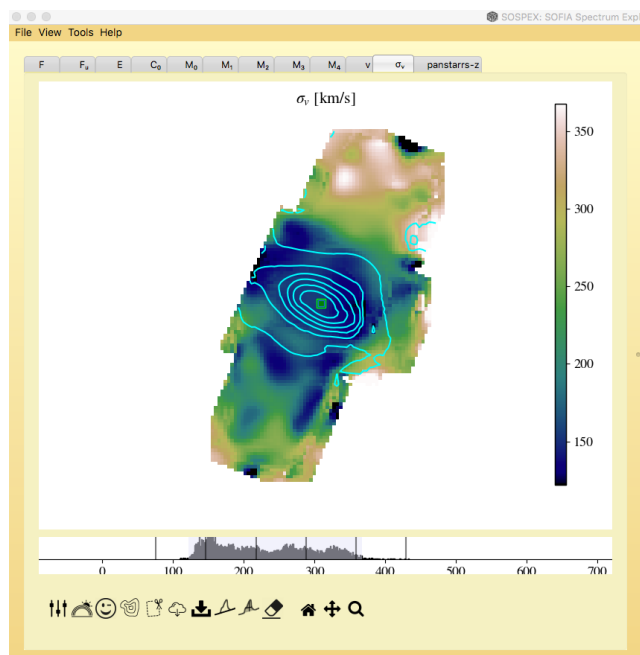 SOSPEX: SOFIA Spectrum Expl
File View Tools Help
F Fu E C0 M0 M1 M2 M3 M4 v σv panstarrs-z
σv [km/s]
350
300
250
200
150
0 100 200 300 400 500 600 700